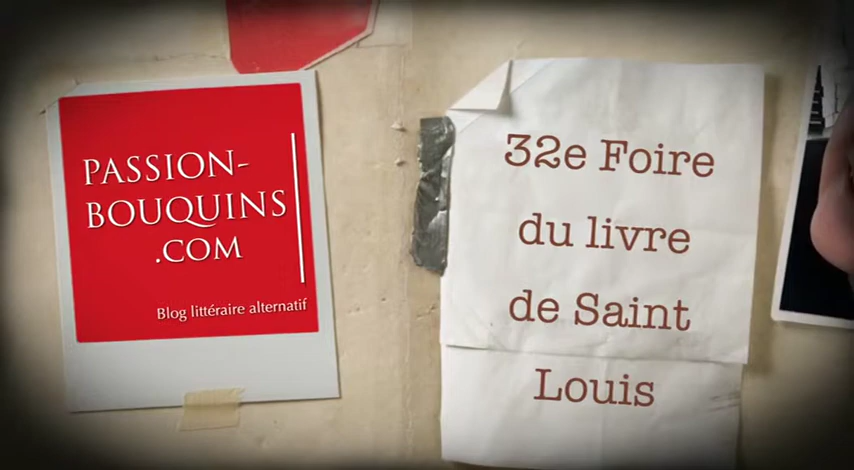 PASSION-
BOUQUINS
.COM
Blog littéraire alternatif
32e Foire
du livre
de Saint
Louis